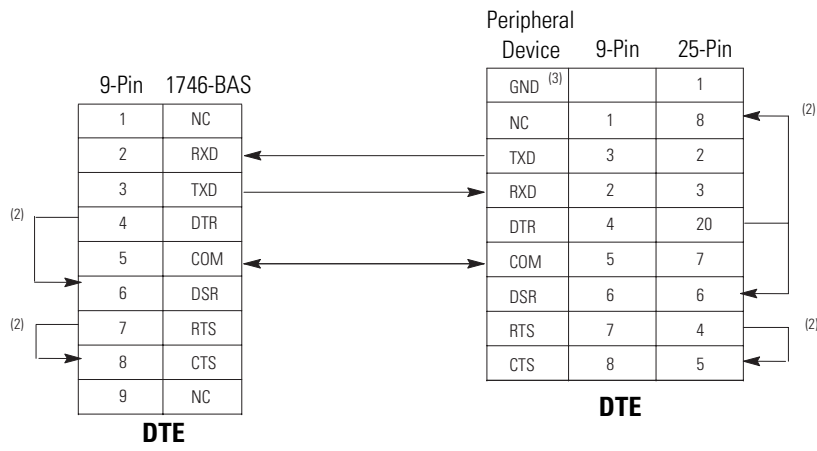 Peripheral
Device 9-Pin 25-Pin
9-Pin 1746-BAS
GND (3) 1
NC 1 8 (2)
TXD 3 2
RXD 2 3
DTR 4 20
COM 5 7
DSR 6 6
RTS 7 4 (2)
CTS 8 5
DTE
1 NC
2 RXD
3 TXD
(2) 4 DTR
5 COM
6 DSR
(2) 7 RTS
8 CTS
9 NC
DTE